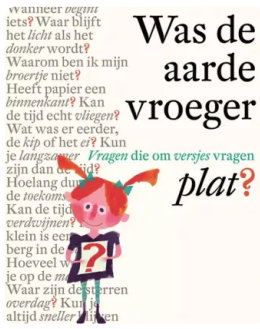 Wanneer begint
iets? Waar blijft
het licht als het
donker wordt?
Waarom ben ik mijn
broertje niet?
Heeft papier een
binnenkant? Kan
de tijd echt vliegen?
Wat was er eerder,
de kip of het ei? Kun
je langzamer
zijn dan de tijd?
Hoelang
de toekoms
Kan de tijd
verdwijnen?
klein is een
berg in de
Hoeveel
je op de
Waar zijn de sterren
overdag? Kun je
altijd sneller blijven
Was de
aarde
vroeger
Vragen die om versjes vragen
plat?
?